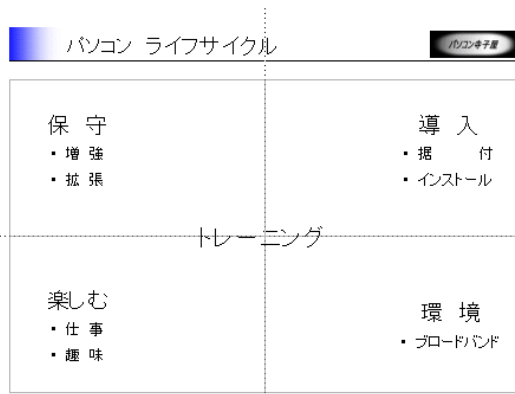 パソコン ライフサイクル
パソコン寺子屋
保 守
・増 強
・拡 張
導 入
・据 付
・インストール
トレーニング
楽しむ
・仕 事
・趣 味
環 境
・ブロードバンド